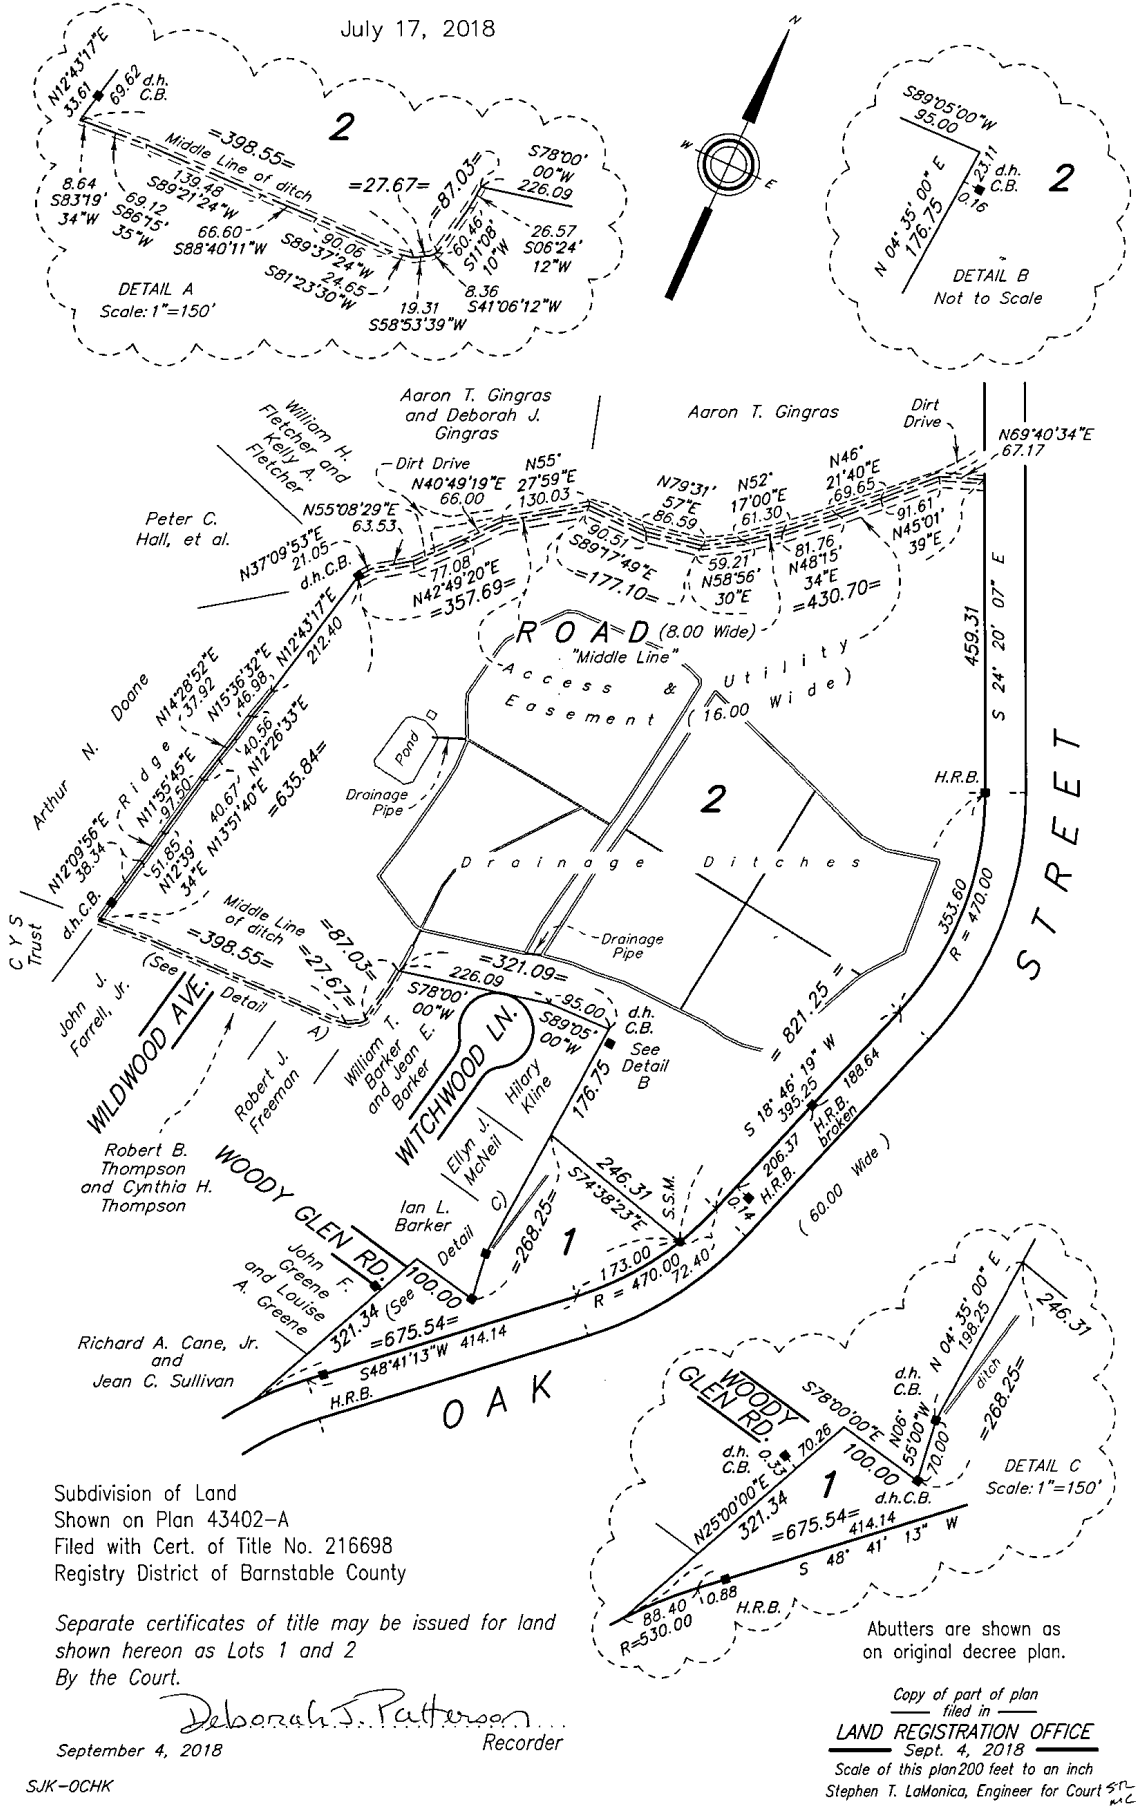 July 17, 2018
N12°43'17"E
33.61
69.62
d.h.
C.B.
2
=398.55=
Middle Line of ditch
139.48
S89°21'24"W
8.64
S83°19'
34"W
69.12
S86°15'
35"W
66.60
S88°40'11"W
90.06
S89°37'24"W
24.65
S81°23'30"W
=27.67=
=87.03=
S78°00'
00"W
226.09
60.46'
S11°08'
10"W
26.57
S06°24'
12"W
8.36
S41°06'12"W
19.31
S58°53'39"W
DETAIL A
Scale: 1"=150'
N
W
E
S89°05'00"W
95.00
23.11
d.h.
C.B.
0.16
N 04° 35' 00" E
176.75
2
DETAIL B
Not to Scale
William H.
Fletcher and
Kelly A.
Fletcher
Aaron T. Gingras
and Deborah J.
Gingras
Aaron T. Gingras
Dirt
Drive
N69°40'34"E
67.17
Peter C.
Hall, et al.
Dirt Drive
N40°49'19"E
66.00
N55°
27'59"E
130.03
N79°31'
57"E
86.59
N52°
17'00"E
61.30
N46°
21'40"E
69.65
N55°08'29"E
63.53
N37°09'53"E
21.05
d.h.C.B.
77.08
N42°49'20"E
=357.69=
90.51
S89°17'49"E
=177.10=
59.21
N58°56'
30"E
81.76
N48°15'
34"E
=430.70=
91.61
N45°01'
39"E
ROAD (8.00 Wide)
"Middle Line"
Access & Utility
Easement (16.00 Wide)
459.31
S 24° 20' 07" E
N12°43'17"E
212.40
N15°36'32"E
46.98
N14°28'52"E
37.92
40.56
N12°26'33"E
Ridge
N11°55'45"E
97.50
40.67'
N13°51'40"E
=635.84=
N12°09'56"E
38.34
51.85'
N12°39'
34"E
d.h.C.B.
Arthur N. Doane
C Y S
Trust
Pond
Drainage
Pipe
2
H.R.B.
Drainage Ditches
353.60
R = 470.00
STREET
John J.
Farrell, Jr.
(See
Detail
A)
Middle Line
of ditch
=398.55=
=27.67=
=87.03=
WILDWOOD AVE.
Robert J.
Freeman
William T.
Barker
and Jean E.
Barker
=321.09=
226.09
S78°00'
00"W
95.00
S89°05'
00"W
Drainage
Pipe
d.h.
C.B.
See
Detail
B
WITCHWOOD LN.
Hilary
Kline
176.75
Ellyn J.
McNeil
= 821.25 =
S 18° 46' 19" W
395.25
188.64
H.R.B.
broken
206.37
H.R.B.
0.14
(60.00 Wide)
Robert B.
Thompson
and Cynthia H.
Thompson
WOODY GLEN RD.
Ian L.
Barker
246.31
S74°38'23"E
S.S.M.
=268.25=
1
173.00
R = 470.00
72.40
John F.
Greene
and Louise
A. Greene
100.00
(See Detail C)
321.34
=675.54=
S48°41'13"W 414.14
H.R.B.
Richard A. Cane, Jr.
and
Jean C. Sullivan
OAK
WOODY
GLEN RD.
S78°00'00"E
d.h.
C.B.
N 04° 35' 00" E
198.25
246.31
ditch
=268.25=
N06°
55'00"W
70.00
d.h.
C.B.
0.33
70.26
100.00
N25°00'00"E
321.34
1
d.h.C.B.
=675.54=
414.14
S 48° 41' 13" W
DETAIL C
Scale: 1"=150'
88.40
R=530.00
0.88
H.R.B.
Subdivision of Land
Shown on Plan 43402-A
Filed with Cert. of Title No. 216698
Registry District of Barnstable County
Separate certificates of title may be issued for land
shown hereon as Lots 1 and 2
By the Court.
Deborah J. Patterson
Recorder
September 4, 2018
SJK-OCHK
Abutters are shown as
on original decree plan.
Copy of part of plan
filed in
LAND REGISTRATION OFFICE
Sept. 4, 2018
Scale of this plan 200 feet to an inch
Stephen T. LaMonica, Engineer for Court